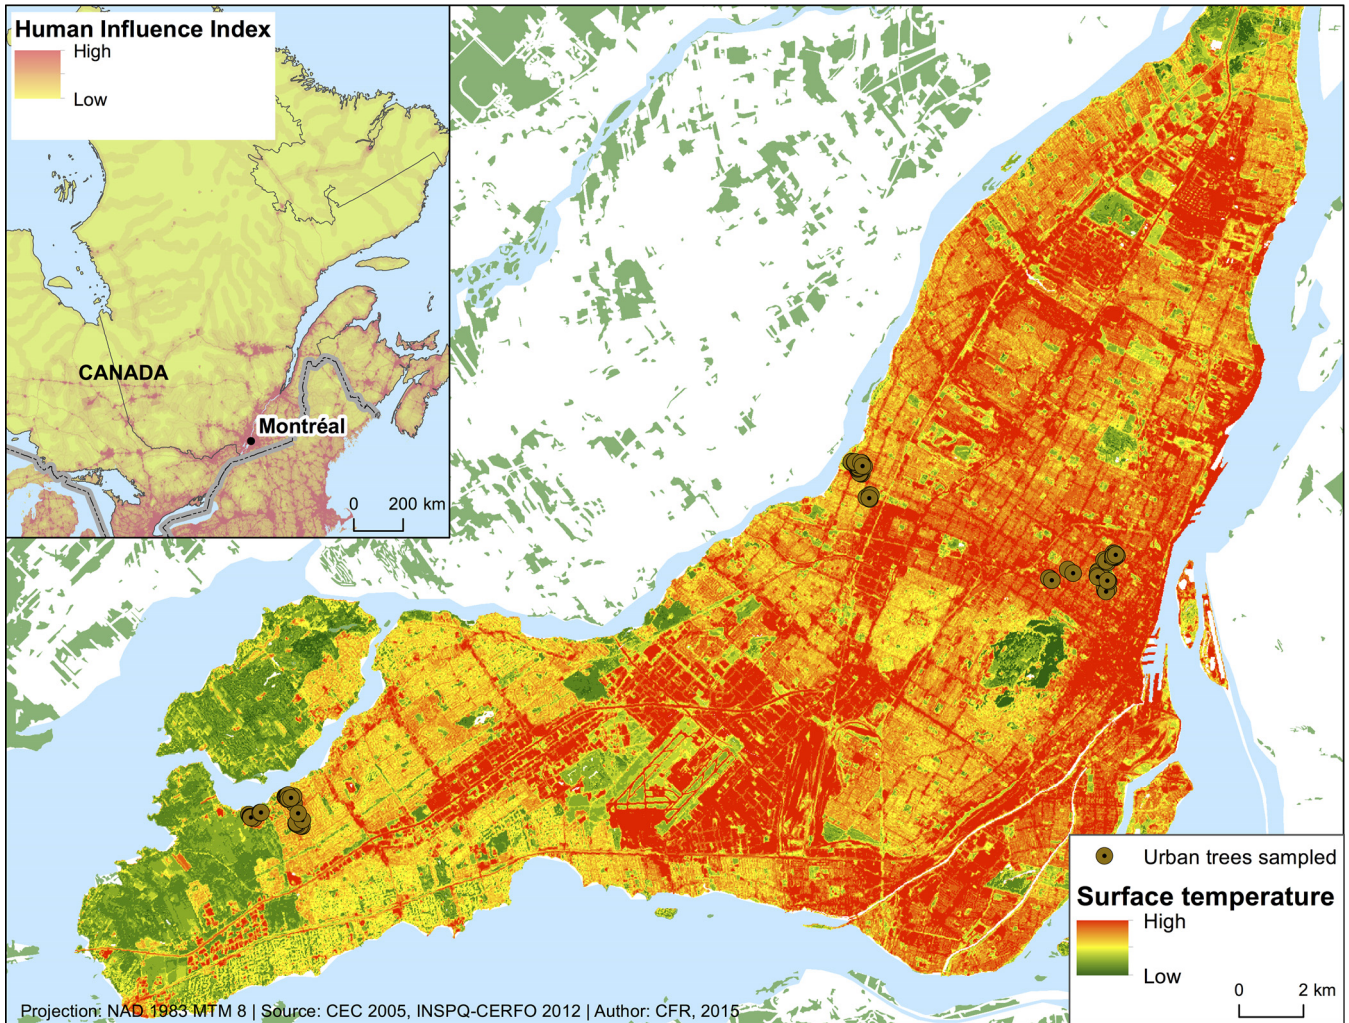 Human Influence Index
High
Low
CANADA
Montréal
0 200 km
Urban trees sampled
Surface temperature
High
Low
0 2 km
Projection: NAD 1983 MTM 8 | Source: CEC 2005, INSPQ-CERFO 2012 | Author: CFR, 2015